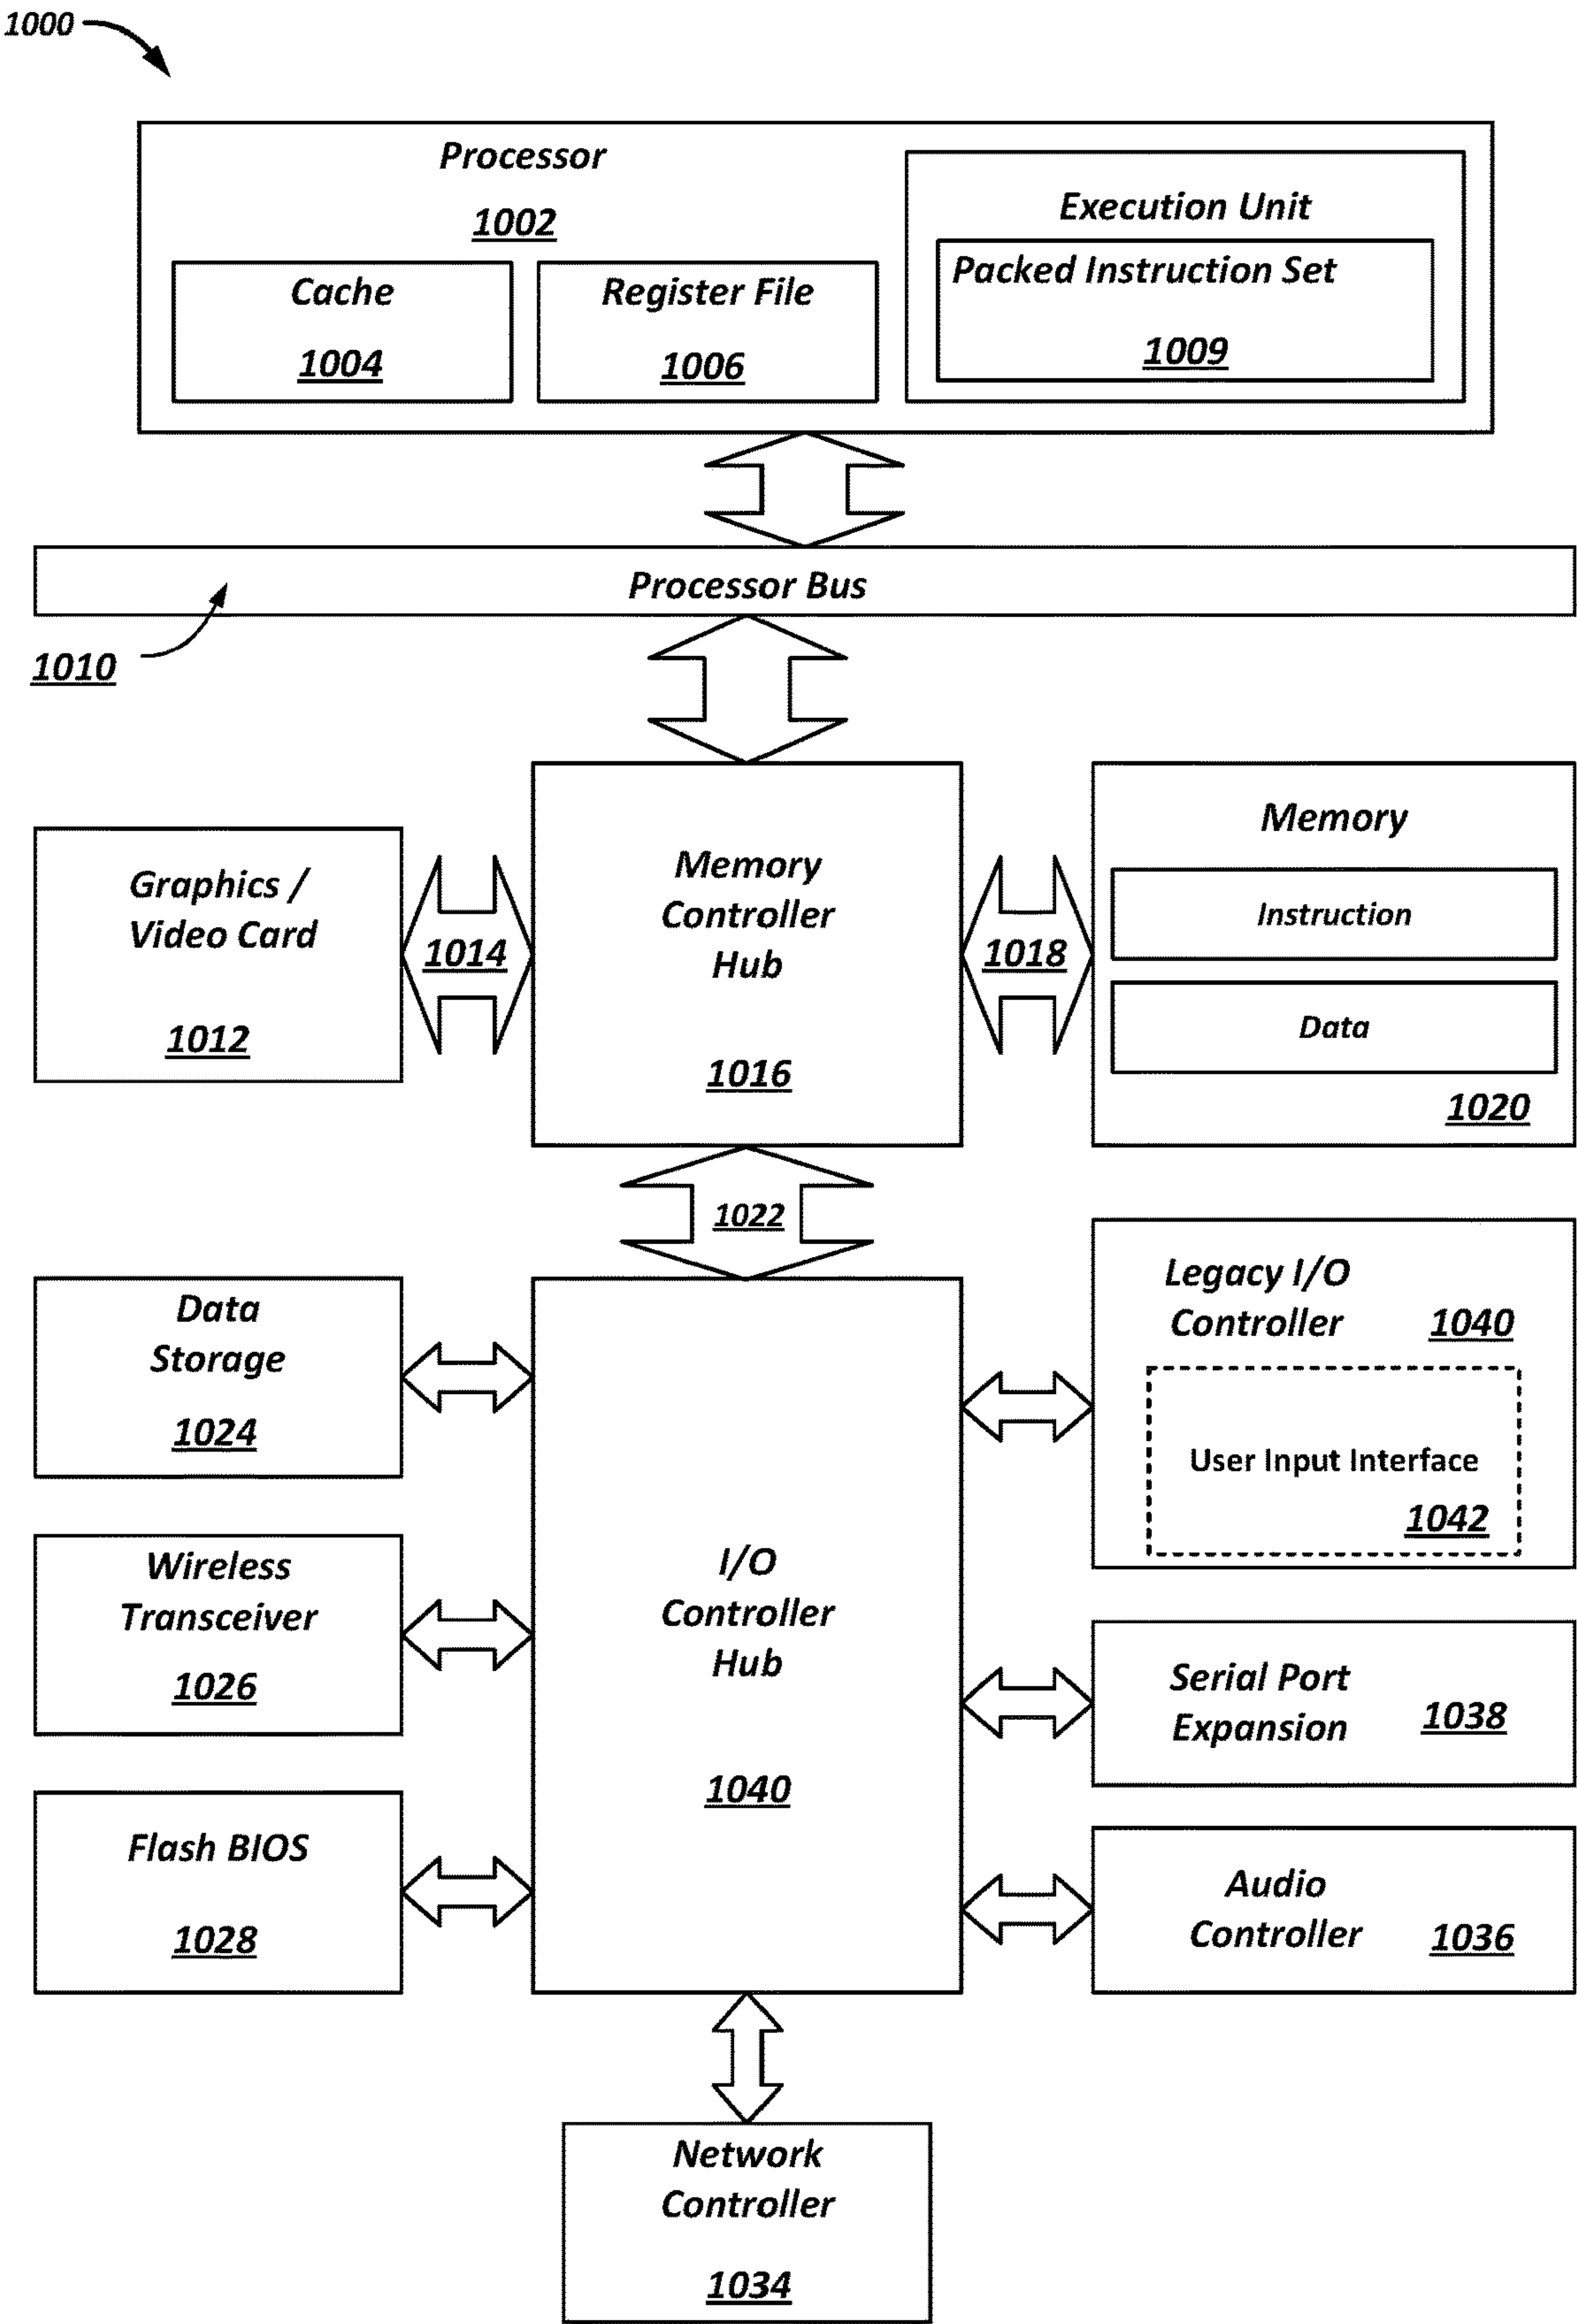 1000
Processor
1002
Cache
1004
Register File
1006
Execution Unit
Packed Instruction Set
1009
Processor Bus
1010
Graphics /
Video Card
1012
1014
Memory
Controller
Hub
1016
1018
Memory
Instruction
Data
1020
1022
Data
Storage
1024
Wireless
Transceiver
1026
Flash BIOS
1028
I/O
Controller
Hub
1040
Legacy I/O
Controller 1040
User Input Interface
1042
Serial Port
Expansion 1038
Audio
Controller 1036
Network
Controller
1034